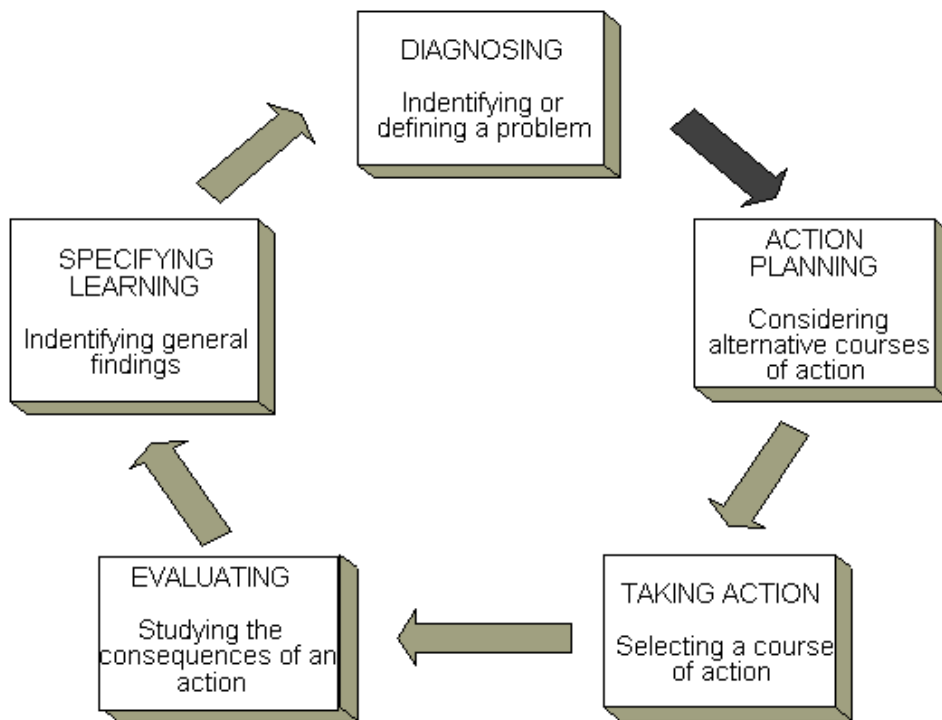 DIAGNOSING
Indentifying or
defining a problem
ACTION
PLANNING
Considering
alternative courses
of action
TAKING ACTION
Selecting a course
of action
EVALUATING
Studying the
consequences of an
action
SPECIFYING
LEARNING
Indentifying general
findings